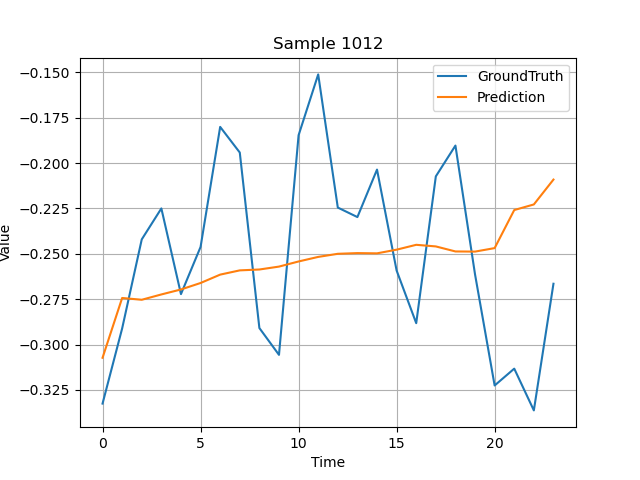 Sample 1012
GroundTruth
Prediction
−0.150
−0.175
−0.200
−0.225
−0.250
−0.275
−0.300
−0.325
Value
0 5 10 15 20
Time